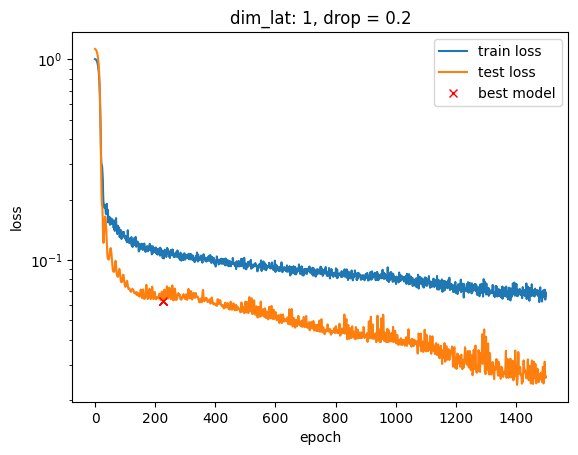 dim_lat: 1, drop = 0.2
train loss
test loss
best model
10⁰
10⁻¹
loss
0 200 400 600 800 1000 1200 1400
epoch